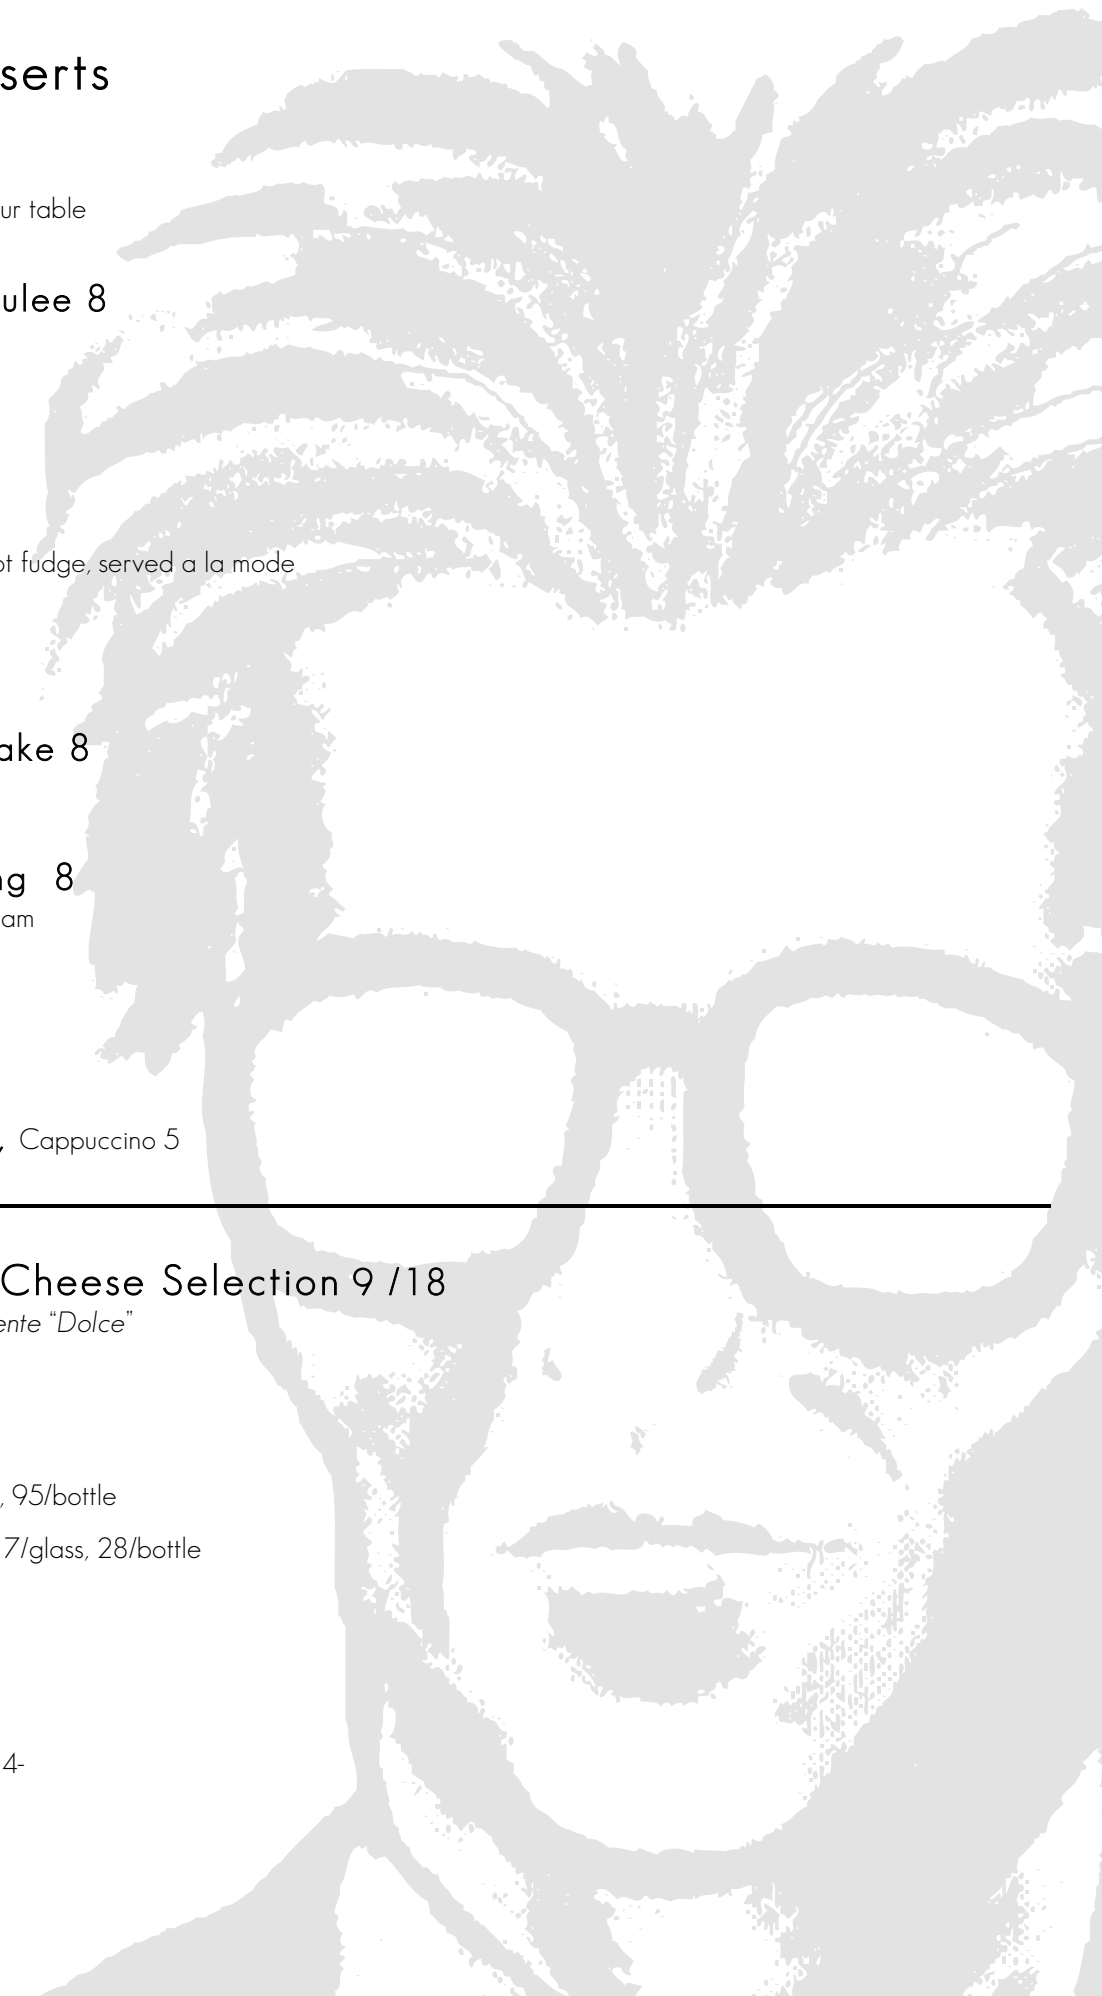 serts
ur table
ulee 8
ot fudge, served a la mode
ake 8
ng 8
am
, Cappuccino 5
Cheese Selection 9 /18
ente “Dolce”
, 95/bottle
7/glass, 28/bottle
4-